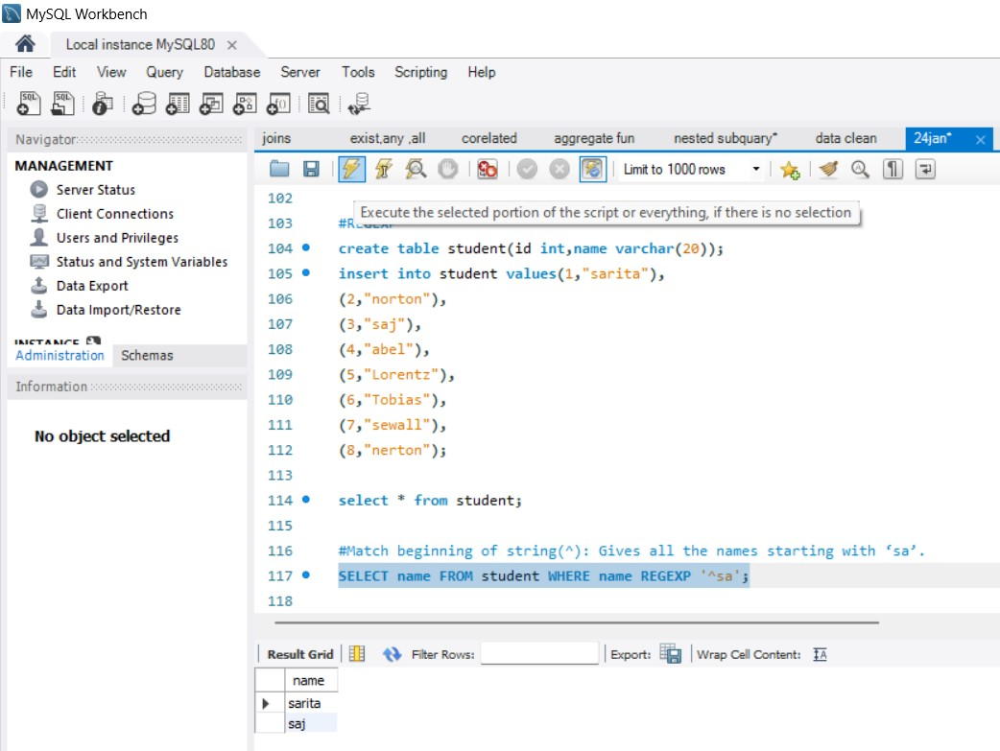 MySQL Workbench
Local instance MySQL80
File Edit View Query Database Server Tools Scripting Help
Navigator
MANAGEMENT
Server Status
Client Connections
Users and Privileges
Status and System Variables
Data Export
Data Import/Restore
INSTANCE
Administration Schemas
Information
No object selected
joins exist,any ,all corelated aggregate fun nested subquary* data clean 24jan*
Limit to 1000 rows
Execute the selected portion of the script or everything, if there is no selection
102
103 #REGEXP
104 create table student(id int,name varchar(20));
105 insert into student values(1,"sarita"),
106 (2,"norton"),
107 (3,"saj"),
108 (4,"abel"),
109 (5,"Lorentz"),
110 (6,"Tobias"),
111 (7,"sewall"),
112 (8,"nerton");
113
114 select * from student;
115
116 #Match beginning of string(^): Gives all the names starting with ‘sa’.
117 SELECT name FROM student WHERE name REGEXP '^sa';
118
Result Grid Filter Rows: Export: Wrap Cell Content:
name
sarita
saj